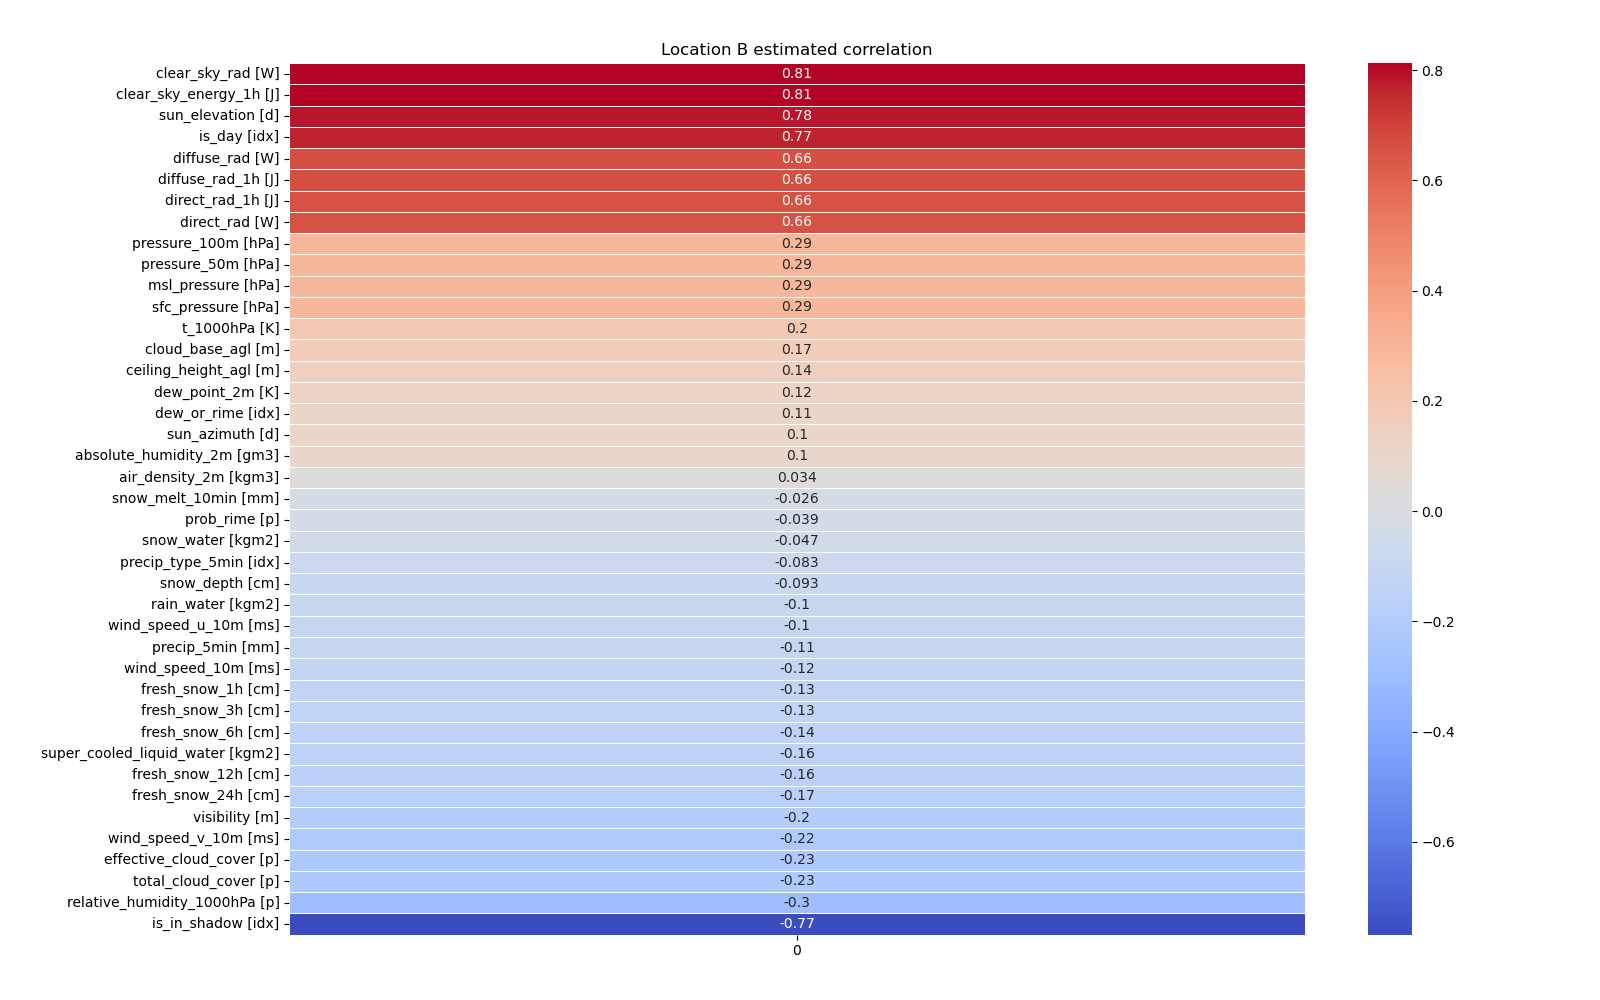 Location B estimated correlation
clear_sky_rad [W] 0.81
clear_sky_energy_1h [J] 0.81
sun_elevation [d] 0.78
is_day [idx] 0.77
diffuse_rad [W] 0.66
diffuse_rad_1h [J] 0.66
direct_rad_1h [J] 0.66
direct_rad [W] 0.66
pressure_100m [hPa] 0.29
pressure_50m [hPa] 0.29
msl_pressure [hPa] 0.29
sfc_pressure [hPa] 0.29
t_1000hPa [K] 0.2
cloud_base_agl [m] 0.17
ceiling_height_agl [m] 0.14
dew_point_2m [K] 0.12
dew_or_rime [idx] 0.11
sun_azimuth [d] 0.1
absolute_humidity_2m [gm3] 0.1
air_density_2m [kgm3] 0.034
snow_melt_10min [mm] -0.026
prob_rime [p] -0.039
snow_water [kgm2] -0.047
precip_type_5min [idx] -0.083
snow_depth [cm] -0.093
rain_water [kgm2] -0.1
wind_speed_u_10m [ms] -0.1
precip_5min [mm] -0.11
wind_speed_10m [ms] -0.12
fresh_snow_1h [cm] -0.13
fresh_snow_3h [cm] -0.13
fresh_snow_6h [cm] -0.14
super_cooled_liquid_water [kgm2] -0.16
fresh_snow_12h [cm] -0.16
fresh_snow_24h [cm] -0.17
visibility [m] -0.2
wind_speed_v_10m [ms] -0.22
effective_cloud_cover [p] -0.23
total_cloud_cover [p] -0.23
relative_humidity_1000hPa [p] -0.3
is_in_shadow [idx] -0.77
0
0.8
0.6
0.4
0.2
0.0
−0.2
−0.4
−0.6